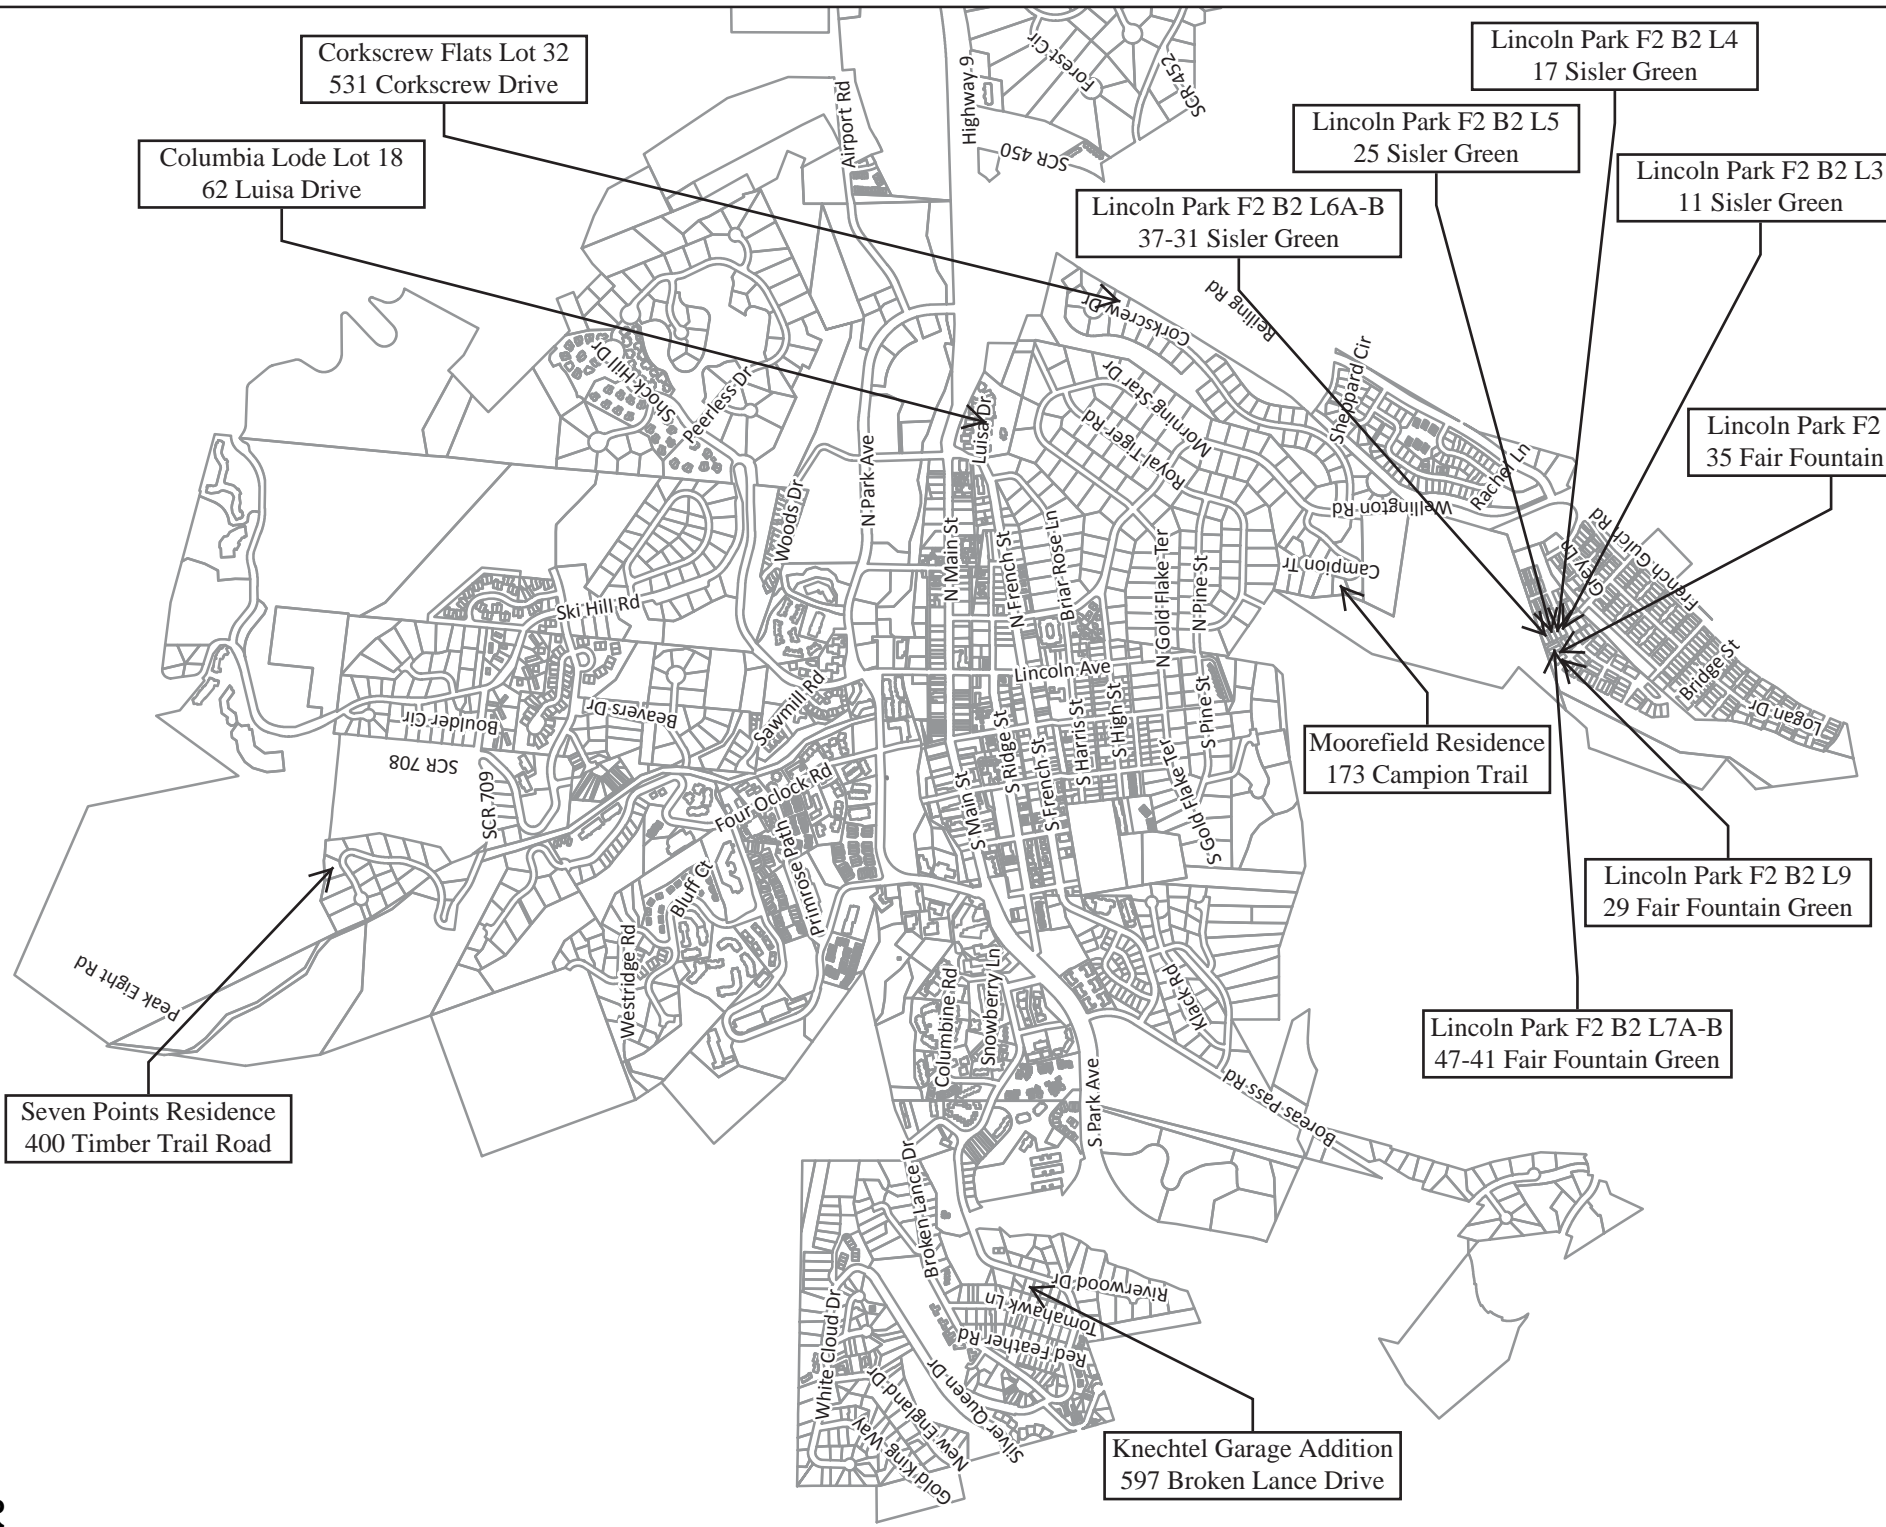 Corkscrew Flats Lot 32
531 Corkscrew Drive
Columbia Lode Lot 18
62 Luisa Drive
Lincoln Park F2 B2 L4
17 Sisler Green
Lincoln Park F2 B2 L5
25 Sisler Green
Lincoln Park F2 B2 L3
11 Sisler Green
Lincoln Park F2 B2 L6A-B
37-31 Sisler Green
Lincoln Park F2
35 Fair Fountain
Moorefield Residence
173 Campion Trail
Lincoln Park F2 B2 L9
29 Fair Fountain Green
Lincoln Park F2 B2 L7A-B
47-41 Fair Fountain Green
Seven Points Residence
400 Timber Trail Road
Knechtel Garage Addition
597 Broken Lance Drive
Airport Rd
Highway 9
Forest Cir
SCR 452
SCR 450
Reiling Rd
Corkscrew Dr
Shock Hill Dr
Peerless Dr
Luisa Dr
Morning Star Dr
Royal Tiger Rd
Sheppard Cir
Rachel Ln
Wellington Rd
Woods Dr
N Park Ave
N Main St
N French St
Briar Rose Ln
N Gold Flake Ter
N Pine St
Campion Tr
Grey Ln
French Gulch Rd
Bridge St
Logan Dr
Ski Hill Rd
Lincoln Ave
Boulder Cir
Beavers Dr
Sawmill Rd
SCR 708
SCR 709
Four Oclock Rd
Primrose Path
Bluff Ct
Westridge Rd
Peak Eight Rd
S Main St
S Ridge St
S French St
S Harris St
S High St
S Gold Flake Ter
S Pine St
Klack Rd
Columbine Rd
Snowberry Ln
S Park Ave
Boreas Pass Rd
Broken Lance Dr
Riverwood Dr
Tomahawk Ln
Red Feather Rd
White Cloud Dr
Silver Queen Dr
New England Dr
Gold King Way